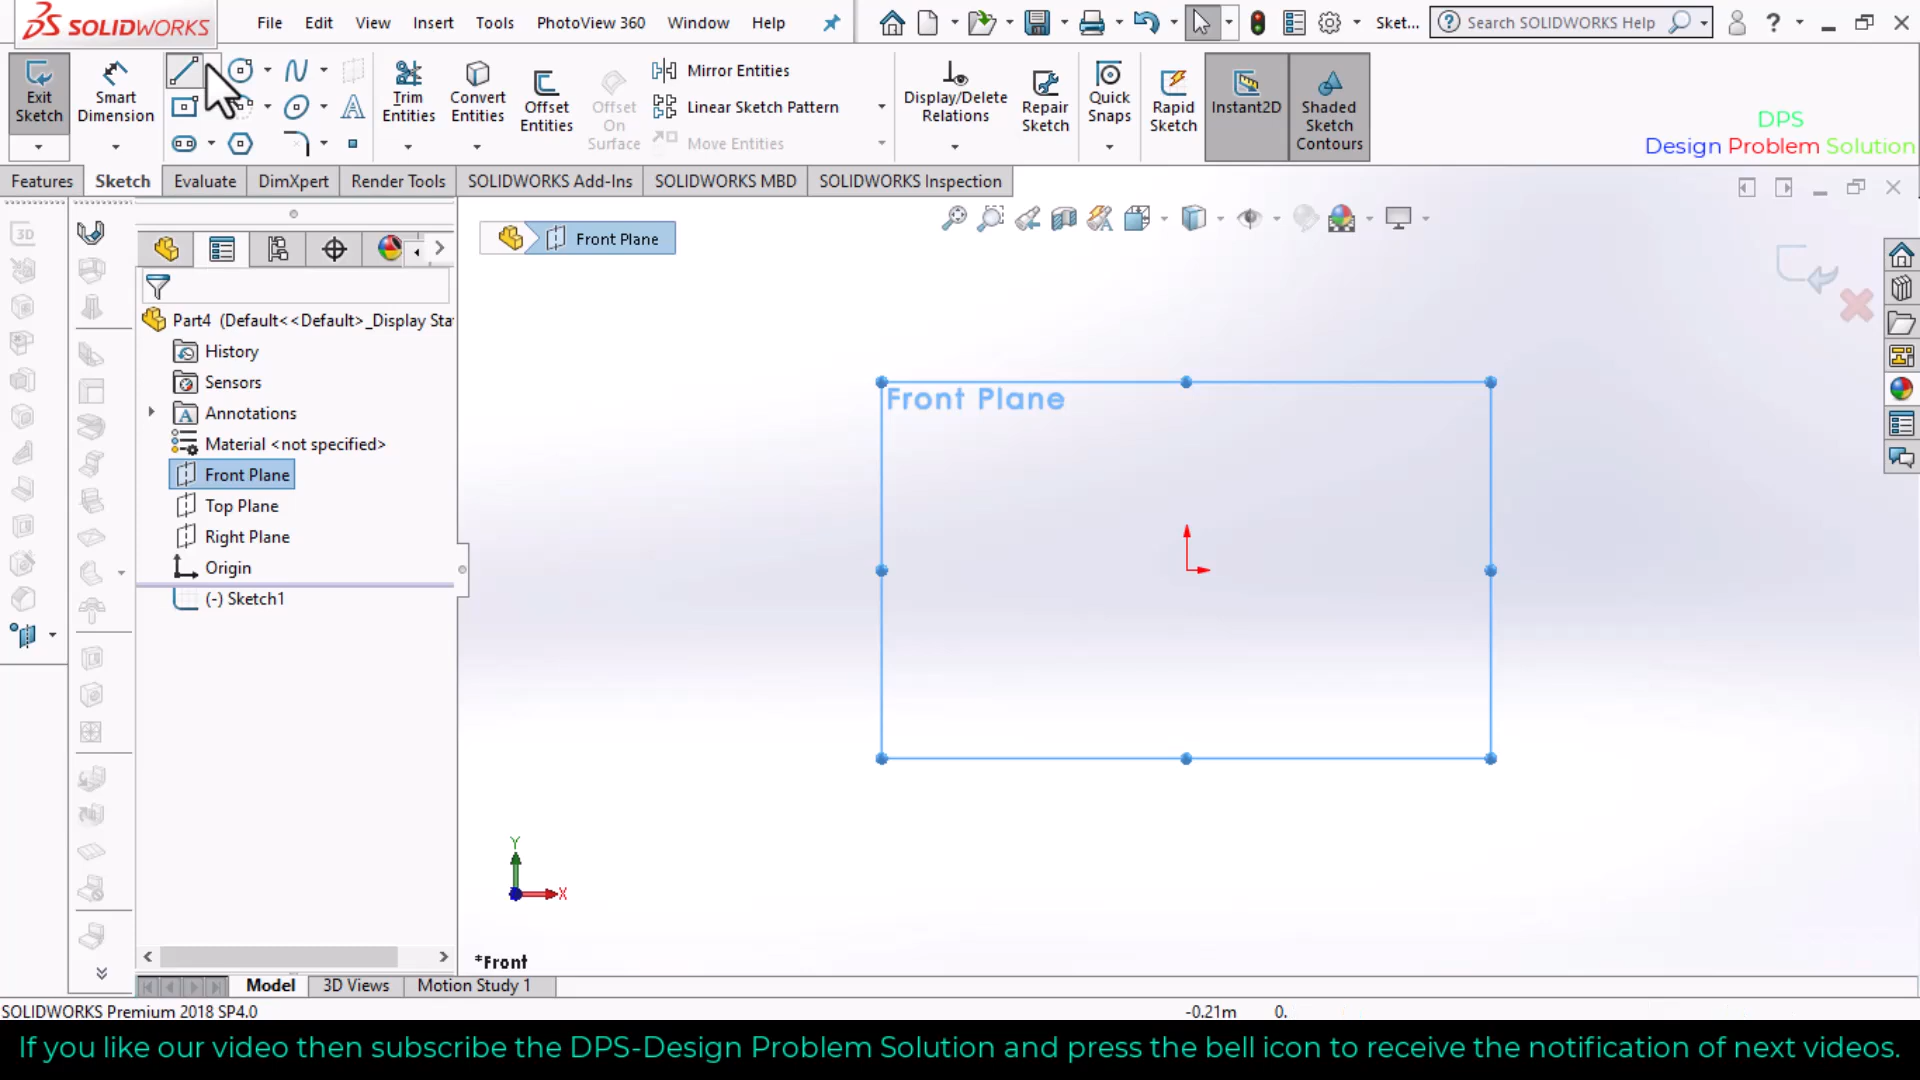 SOLIDWORKS
File Edit View Insert Tools PhotoView 360 Window Help
Sket...
Search SOLIDWORKS Help
Exit Sketch
Smart Dimension
Trim Entities
Convert Entities
Offset Entities
Offset On Surface
Mirror Entities
Linear Sketch Pattern
Move Entities
Display/Delete Relations
Repair Sketch
Quick Snaps
Rapid Sketch
Instant2D
Shaded Sketch Contours
DPS
Design Problem Solution
Features Sketch Evaluate DimXpert Render Tools SOLIDWORKS Add-Ins SOLIDWORKS MBD SOLIDWORKS Inspection
3D
Front Plane
Part4 (Default<<Default>_Display Sta
History
Sensors
Annotations
Material <not specified>
Front Plane
Top Plane
Right Plane
Origin
(-) Sketch1
Front Plane
Y
X
*Front
Model 3D Views Motion Study 1
SOLIDWORKS Premium 2018 SP4.0
-0.21m 0.
If you like our video then subscribe the DPS-Design Problem Solution and press the bell icon to receive the notification of next videos.